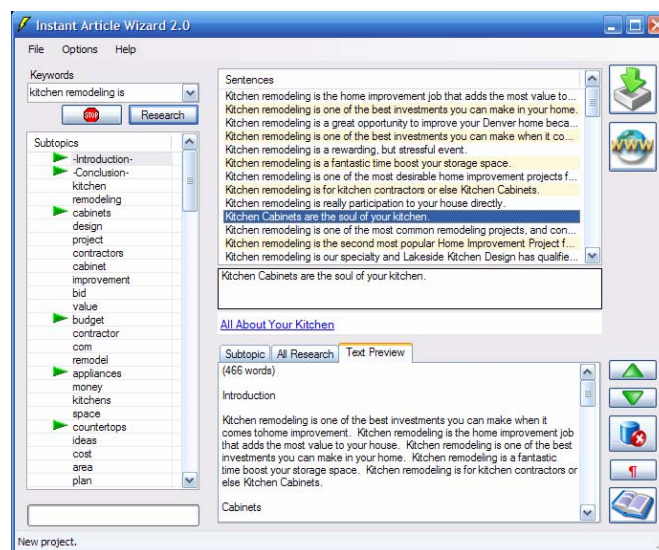 Instant Article Wizard 2.0
File Options Help
Keywords
kitchen remodeling is
STOP Research
Subtopics
-Introduction-
-Conclusion-
kitchen
remodeling
cabinets
design
project
contractors
cabinet
improvement
bid
value
budget
contractor
com
remodel
appliances
money
kitchens
space
countertops
ideas
cost
area
plan
Sentences
Kitchen remodeling is the home improvement job that adds the most value to...
Kitchen remodeling is one of the best investments you can make in your home.
Kitchen remodeling is a great opportunity to improve your Denver home beca...
Kitchen remodeling is one of the best investments you can make when it co...
Kitchen remodeling is a rewarding, but stressful event.
Kitchen remodeling is a fantastic time boost your storage space.
Kitchen remodeling is one of the most desirable home improvement projects f...
Kitchen remodeling is for kitchen contractors or else Kitchen Cabinets.
Kitchen remodeling is really participation to your house directly.
Kitchen Cabinets are the soul of your kitchen.
Kitchen remodeling is one of the most common remodeling projects, and con...
Kitchen remodeling is the second most popular Home Improvement Project f...
Kitchen remodeling is our specialty and Lakeside Kitchen Design has qualifie...
Kitchen Cabinets are the soul of your kitchen.
All About Your Kitchen
Subtopic All Research Text Preview
(466 words)
Introduction
Kitchen remodeling is one of the best investments you can make when it
comes tohome improvement. Kitchen remodeling is the home improvement job
that adds the most value to your house. Kitchen remodeling is one of the best
investments you can make in your home. Kitchen remodeling is a fantastic
time boost your storage space. Kitchen remodeling is for kitchen contractors or
else Kitchen Cabinets.
Cabinets
WWW
¶
New project.